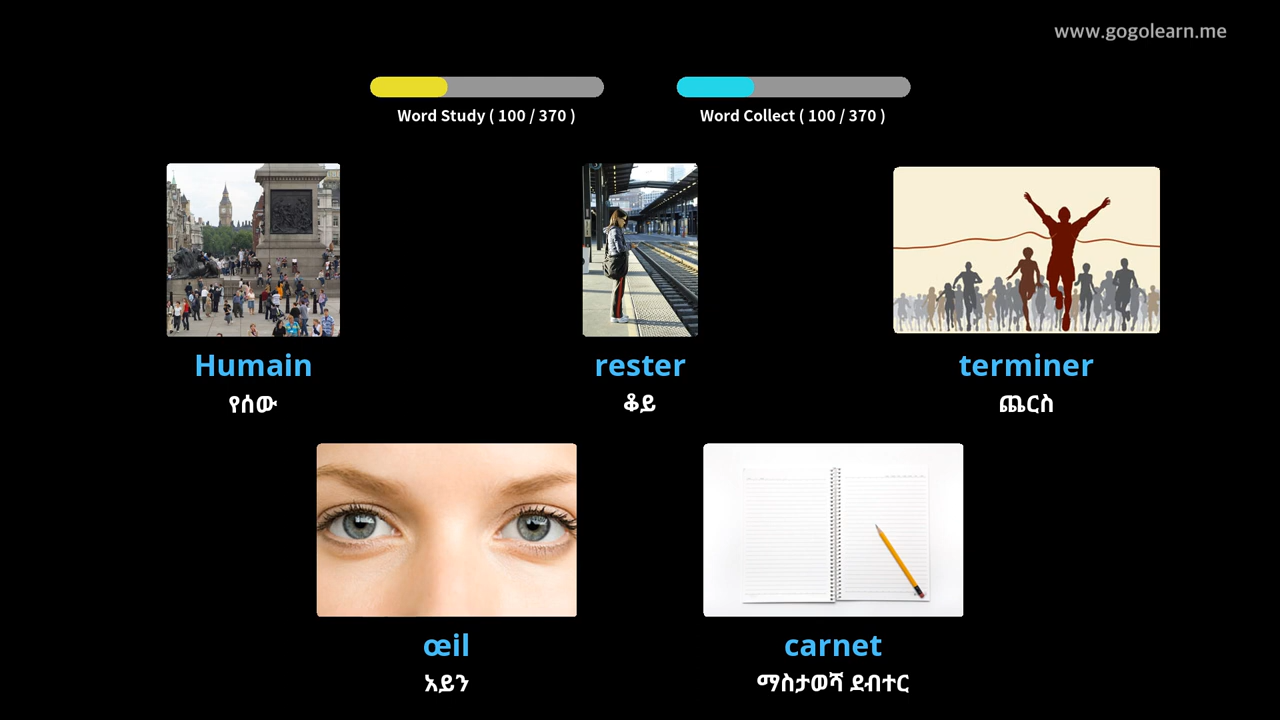 www.gogolearn.me
Word Study ( 100 / 370 )
Word Collect ( 100 / 370 )
Humain
የሰው
rester
ቆይ
terminer
ጨርስ
œil
አይን
carnet
ማስታወሻ ደብተር